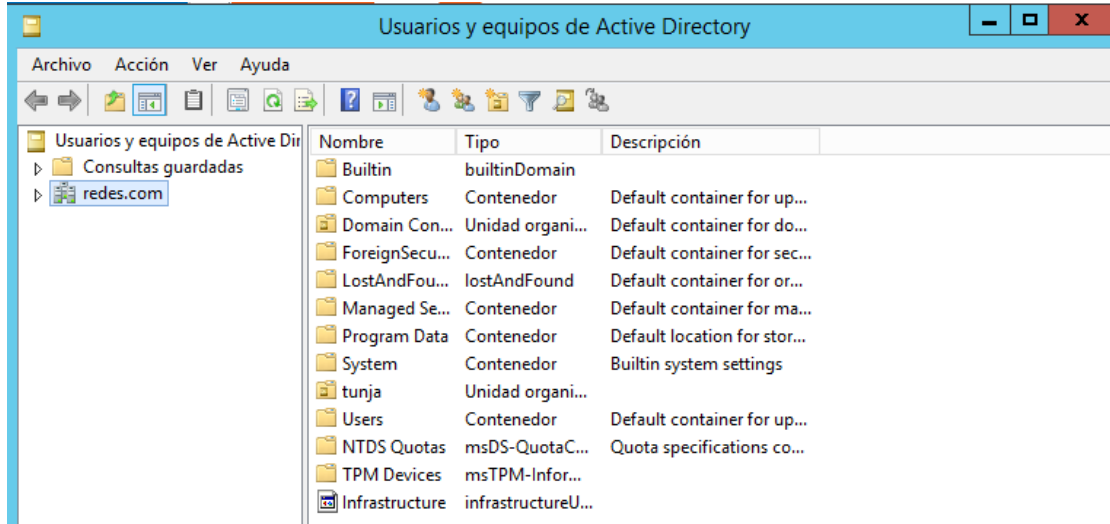 Usuarios y equipos de Active Directory
Archivo Acción Ver Ayuda
Usuarios y equipos de Active Dir
Consultas guardadas
redes.com
Nombre Tipo Descripción
Builtin builtinDomain
Computers Contenedor Default container for up...
Domain Con... Unidad organi... Default container for do...
ForeignSecu... Contenedor Default container for sec...
LostAndFou... lostAndFound Default container for or...
Managed Se... Contenedor Default container for ma...
Program Data Contenedor Default location for stor...
System Contenedor Builtin system settings
tunja Unidad organi...
Users Contenedor Default container for up...
NTDS Quotas msDS-QuotaC... Quota specifications co...
TPM Devices msTPM-Infor...
Infrastructure infrastructureU...